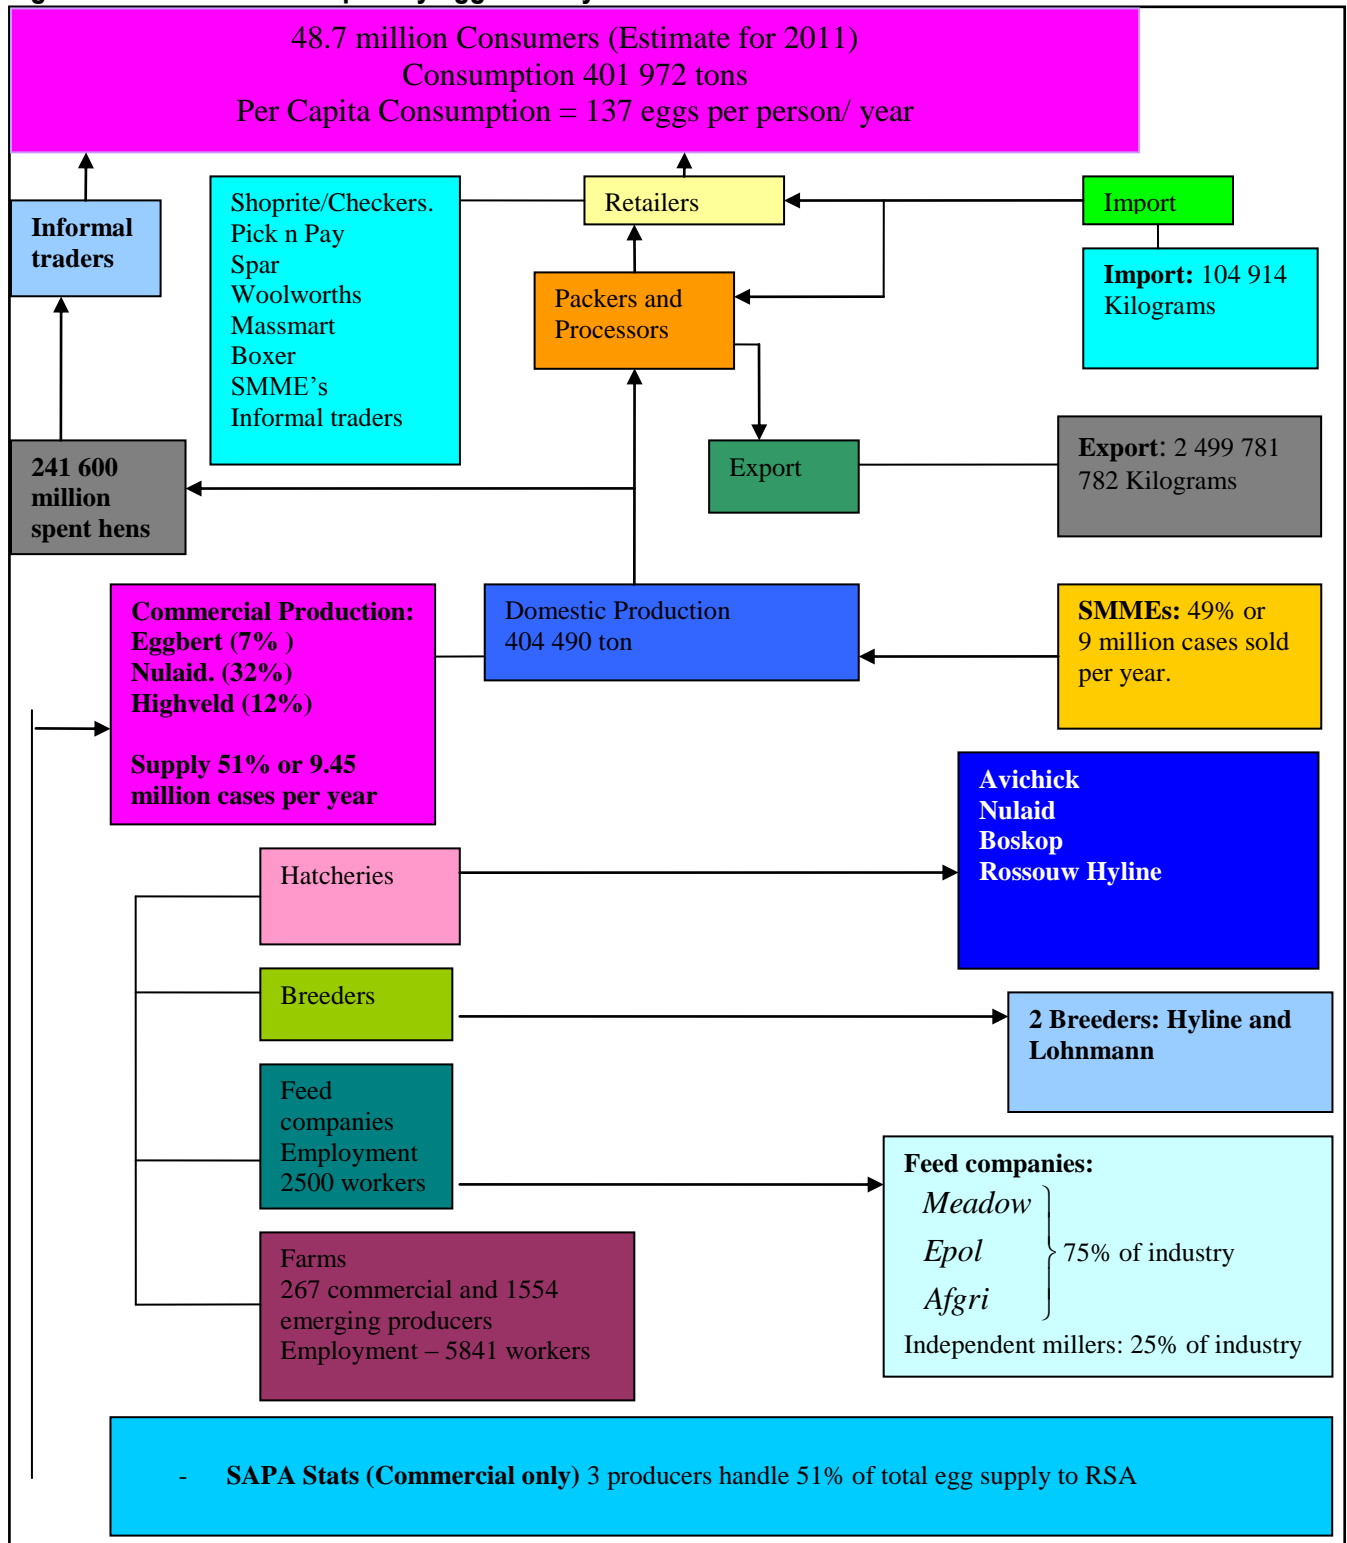 48.7 million Consumers (Estimate for 2011)
Consumption 401 972 tons
Per Capita Consumption = 137 eggs per person/ year
Informal
traders
Shoprite/Checkers.
Pick n Pay
Spar
Woolworths
Massmart
Boxer
SMME’s
Informal traders
Retailers
Import
Import: 104 914
Kilograms
Packers and
Processors
241 600
million
spent hens
Export
Export: 2 499 781
782 Kilograms
Commercial Production:
Eggbert (7% )
Nulaid. (32%)
Highveld (12%)
Supply 51% or 9.45
million cases per year
Domestic Production
404 490 ton
SMMEs: 49% or
9 million cases sold
per year.
Hatcheries
Avichick
Nulaid
Boskop
Rossouw Hyline
Breeders
2 Breeders: Hyline and
Lohnmann
Feed
companies
Employment
2500 workers
Feed companies:
Meadow
Epol
Afgri
75% of industry
Independent millers: 25% of industry
Farms
267 commercial and 1554
emerging producers
Employment – 5841 workers
- SAPA Stats (Commercial only) 3 producers handle 51% of total egg supply to RSA